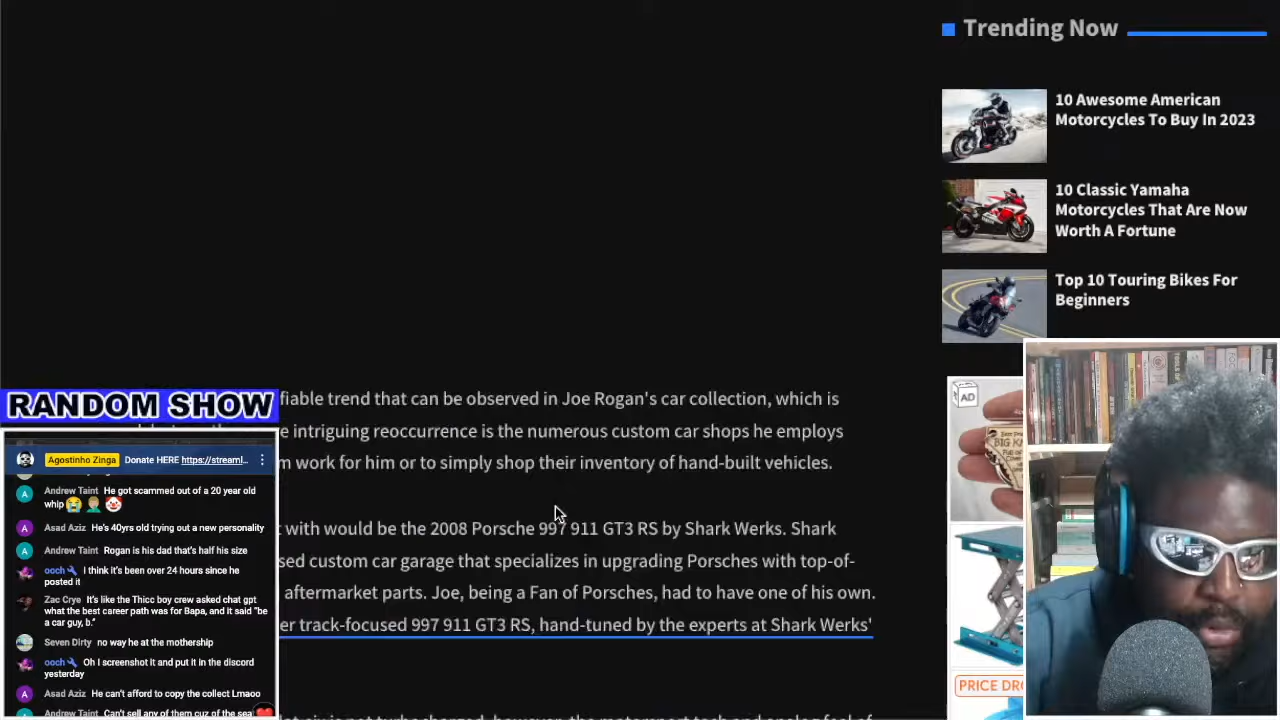 Trending Now
10 Awesome American
Motorcycles To Buy In 2023
10 Classic Yamaha
Motorcycles That Are Now
Worth A Fortune
Top 10 Touring Bikes For
Beginners
AD
PRICE DRO
fiable trend that can be observed in Joe Rogan's car collection, which is
e intriguing reoccurrence is the numerous custom car shops he employs
m work for him or to simply shop their inventory of hand-built vehicles.
t with would be the 2008 Porsche 997 911 GT3 RS by Shark Werks. Shark
sed custom car garage that specializes in upgrading Porsches with top-of-
aftermarket parts. Joe, being a Fan of Porsches, had to have one of his own.
er track-focused 997 911 GT3 RS, hand-tuned by the experts at Shark Werks'
RANDOM SHOW
Agostinho Zinga Donate HERE https://streaml...
Andrew Taint He got scammed out of a 20 year old
whip😭🤦🏼‍♂️🤡
Asad Aziz He's 40yrs old trying out a new personality
Andrew Taint Rogan is his dad that's half his size
ooch I think it's been over 24 hours since he
posted it
Zac Crye It's like the Thicc boy crew asked chat gpt
what the best career path was for Bapa, and it said "be
a car guy, b."
Seven Dirty no way he at the mothership
ooch Oh I screenshot it and put it in the discord
yesterday
Asad Aziz He can't afford to copy the collect Lmaoo
Andrew Taint Can't sell any of them cuz of the sea